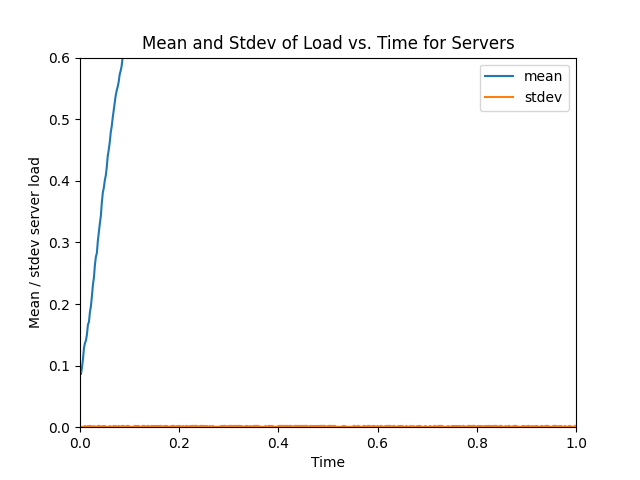 Mean and Stdev of Load vs. Time for Servers
mean
stdev
Mean / stdev server load
0.6
0.5
0.4
0.3
0.2
0.1
0.0
0.0 0.2 0.4 0.6 0.8 1.0
Time